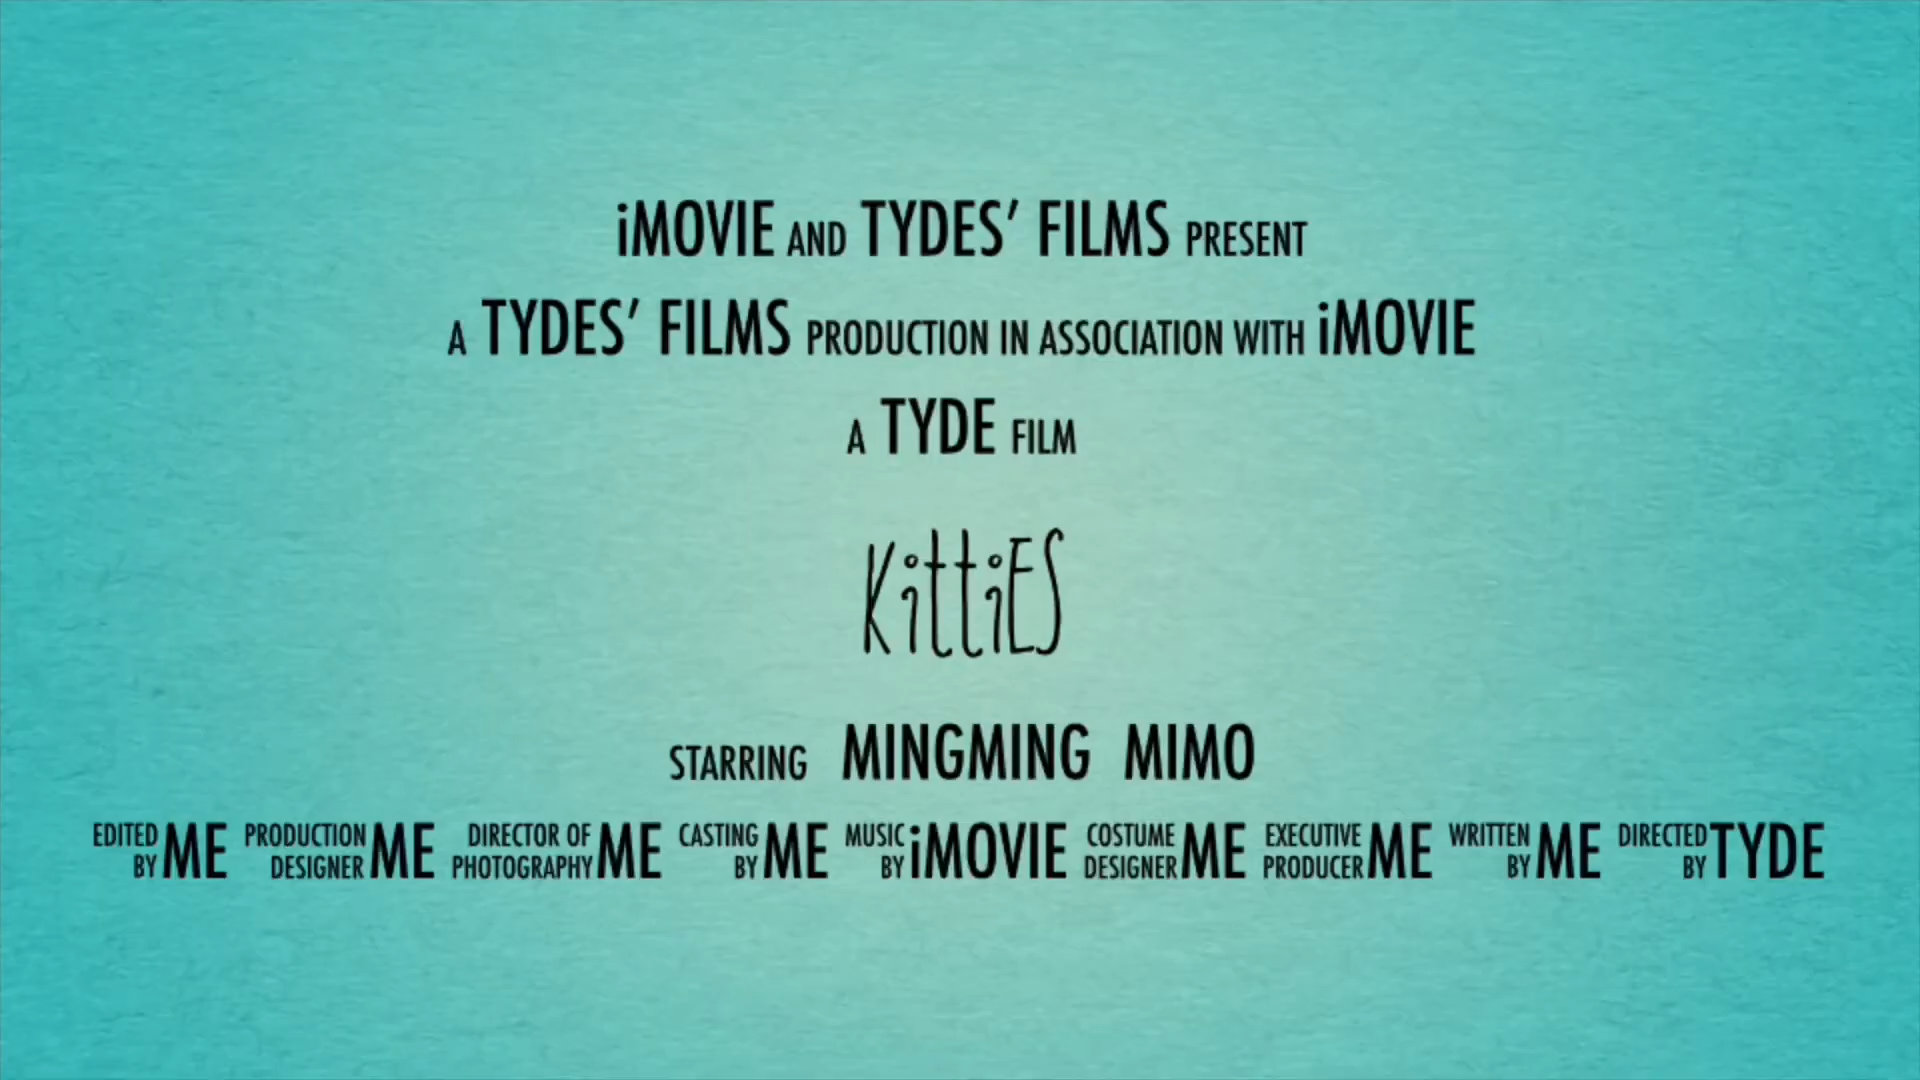 iMOVIE AND TYDES’ FILMS PRESENT
A TYDES’ FILMS PRODUCTION IN ASSOCIATION WITH iMOVIE
A TYDE FILM
KittiES
STARRING MINGMING MIMO
EDITED BY ME PRODUCTION DESIGNER ME DIRECTOR OF PHOTOGRAPHY ME CASTING BY ME MUSIC BY iMOVIE COSTUME DESIGNER ME EXECUTIVE PRODUCER ME WRITTEN BY ME DIRECTED BY TYDE